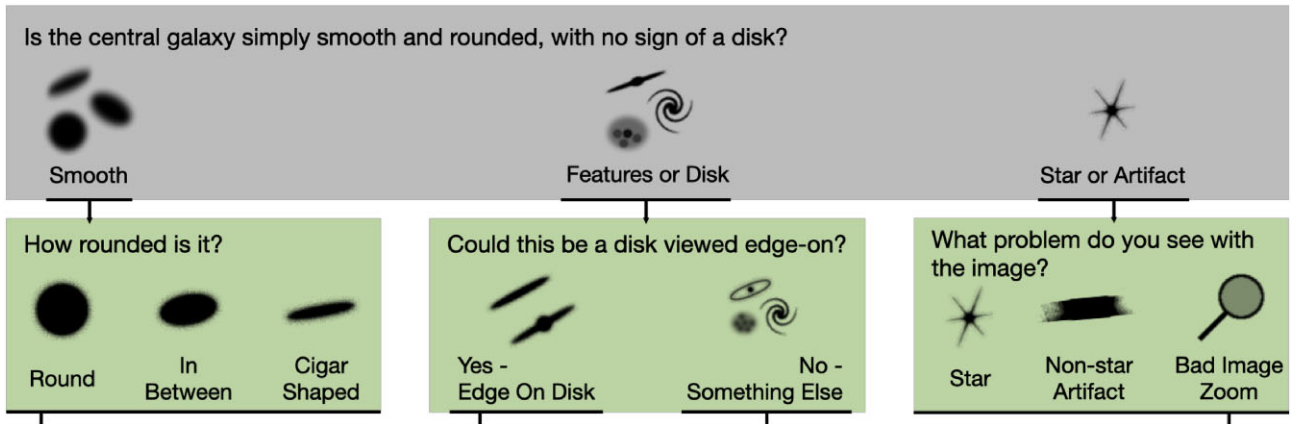 Is the central galaxy simply smooth and rounded, with no sign of a disk?
Smooth
Features or Disk
Star or Artifact
How rounded is it?
Round
In
Between
Cigar
Shaped
Could this be a disk viewed edge-on?
Yes -
Edge On Disk
No -
Something Else
What problem do you see with
the image?
Star
Non-star
Artifact
Bad Image
Zoom